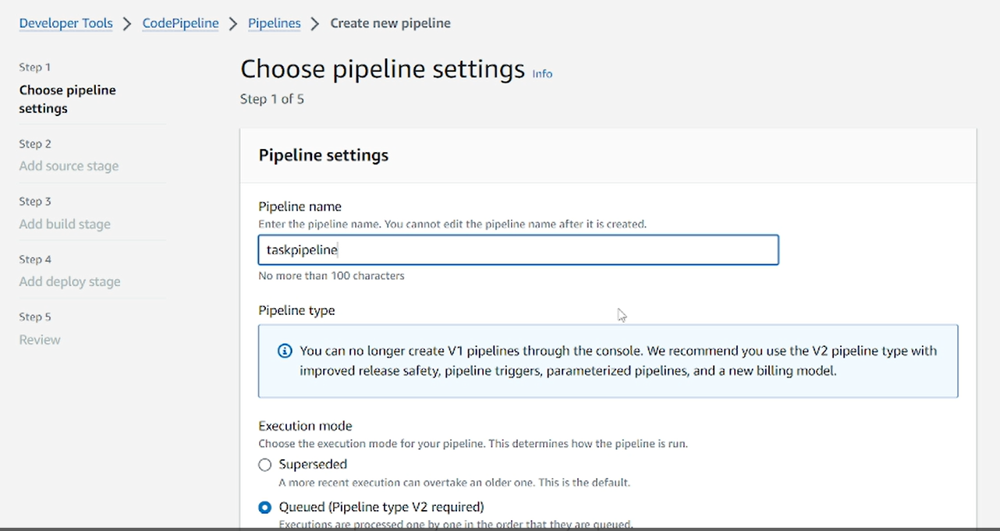 Developer Tools > CodePipeline > Pipelines > Create new pipeline
Step 1
Choose pipeline
settings
Step 2
Add source stage
Step 3
Add build stage
Step 4
Add deploy stage
Step 5
Review
Choose pipeline settings Info
Step 1 of 5
Pipeline settings
Pipeline name
Enter the pipeline name. You cannot edit the pipeline name after it is created.
taskpipeline
No more than 100 characters
Pipeline type
You can no longer create V1 pipelines through the console. We recommend you use the V2 pipeline type with
improved release safety, pipeline triggers, parameterized pipelines, and a new billing model.
Execution mode
Choose the execution mode for your pipeline. This determines how the pipeline is run.
Superseded
A more recent execution can overtake an older one. This is the default.
Queued (Pipeline type V2 required)
Executions are processed one by one in the order that they are queued.